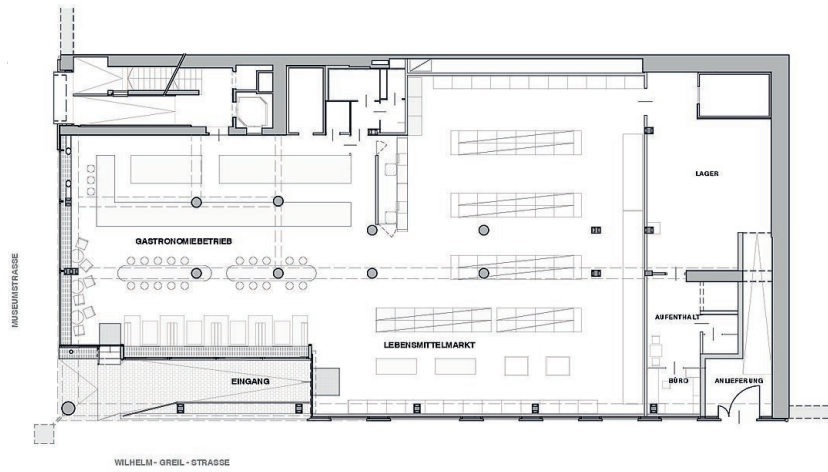 LAGER
GASTRONOMIEBETRIEB
MUSEUMSTRASSE
AUFENTHALT
LEBENSMITTELMARKT
EINGANG
BÜRO
ANLIEFERUNG
WILHELM - GREIL - STRASSE